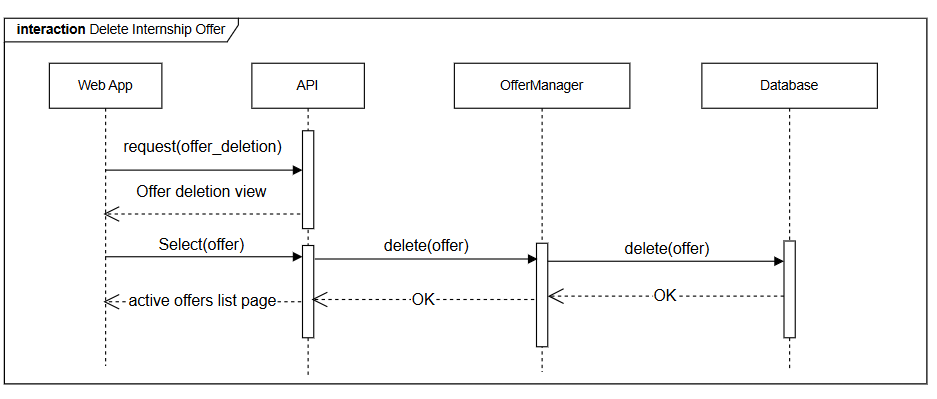 interaction Delete Internship Offer
Web App
API
OfferManager
Database
request(offer_deletion)
Offer deletion view
Select(offer)
delete(offer)
delete(offer)
active offers list page
OK
OK